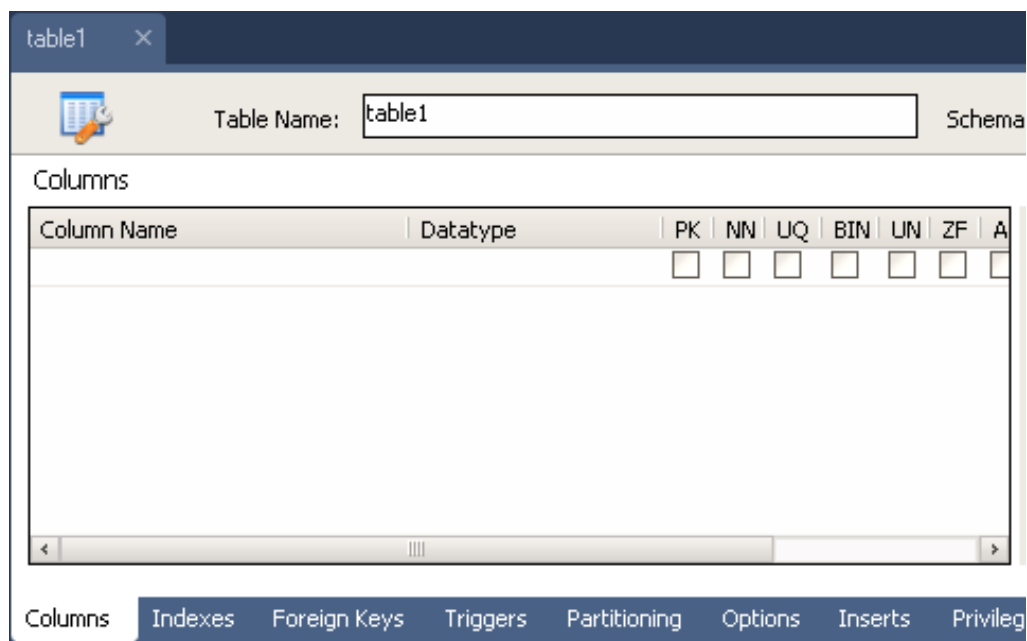 table1
Table Name: table1 Schema
Columns
Column Name Datatype PK NN UQ BIN UN ZF A
Columns Indexes Foreign Keys Triggers Partitioning Options Inserts Privileg